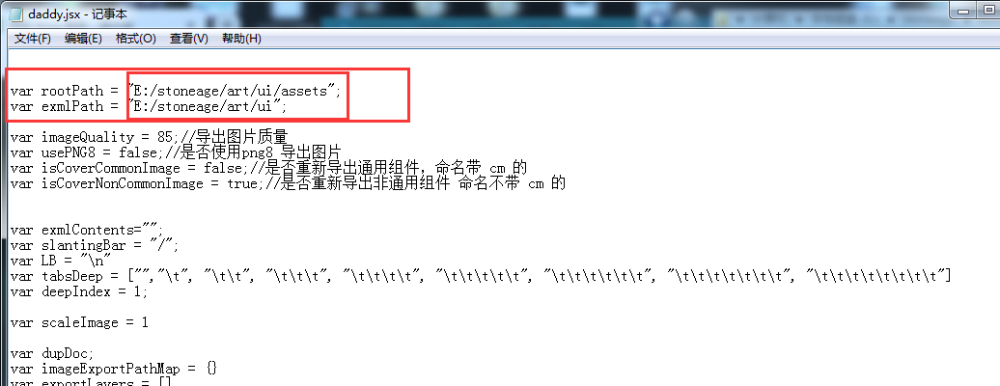 daddy.jsx - 记事本
文件(F) 编辑(E) 格式(O) 查看(V) 帮助(H)
var rootPath = "E:/stoneage/art/ui/assets";
var exmlPath = "E:/stoneage/art/ui";
var imageQuality = 85;//导出图片质量
var usePNG8 = false;//是否使用png8 导出图片
var isCoverCommonImage = false;//是否重新导出通用组件，命名带 cm 的
var isCoverNonCommonImage = true;//是否重新导出非通用组件 命名不带 cm 的
var exmlContents="";
var slantingBar = "/";
var LB = "\n"
var tabsDeep = ["","\t", "\t\t", "\t\t\t", "\t\t\t\t", "\t\t\t\t\t", "\t\t\t\t\t\t", "\t\t\t\t\t\t\t", "\t\t\t\t\t\t\t\t"]
var deepIndex = 1;
var scaleImage = 1
var dupDoc;
var imageExportPathMap = {}
var exportLayers = []